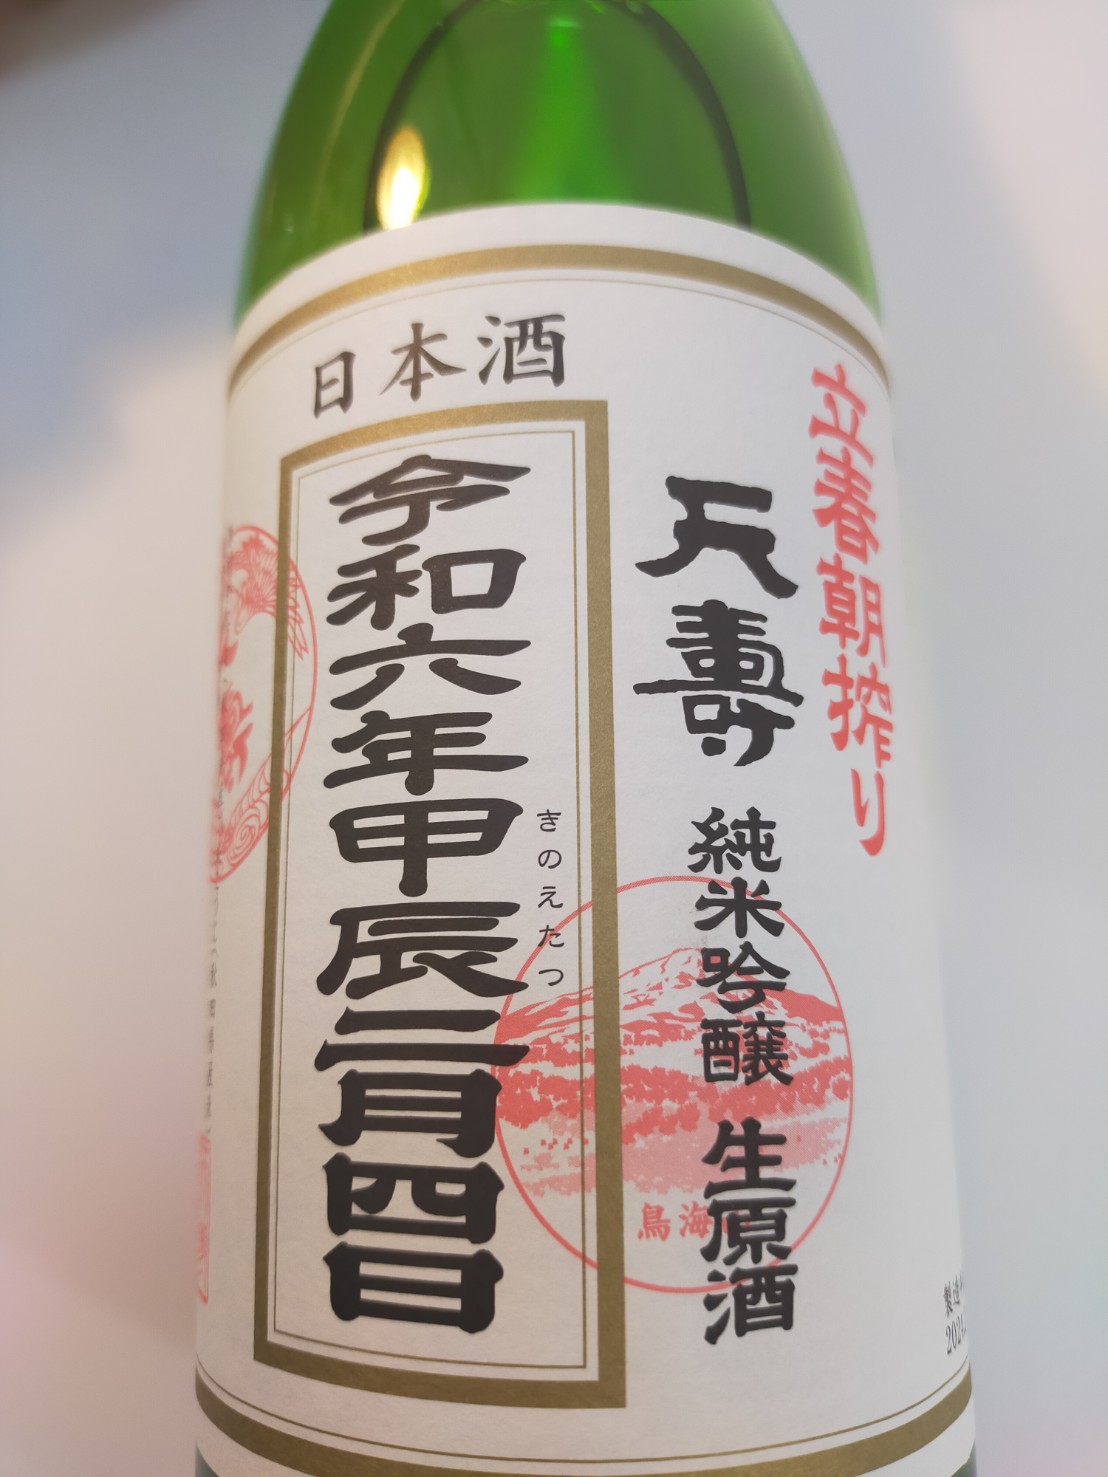 日本酒
立春朝搾り
天寿
純米吟醸 生原酒
令和六年甲辰二月四日
きのえたつ
鳥海